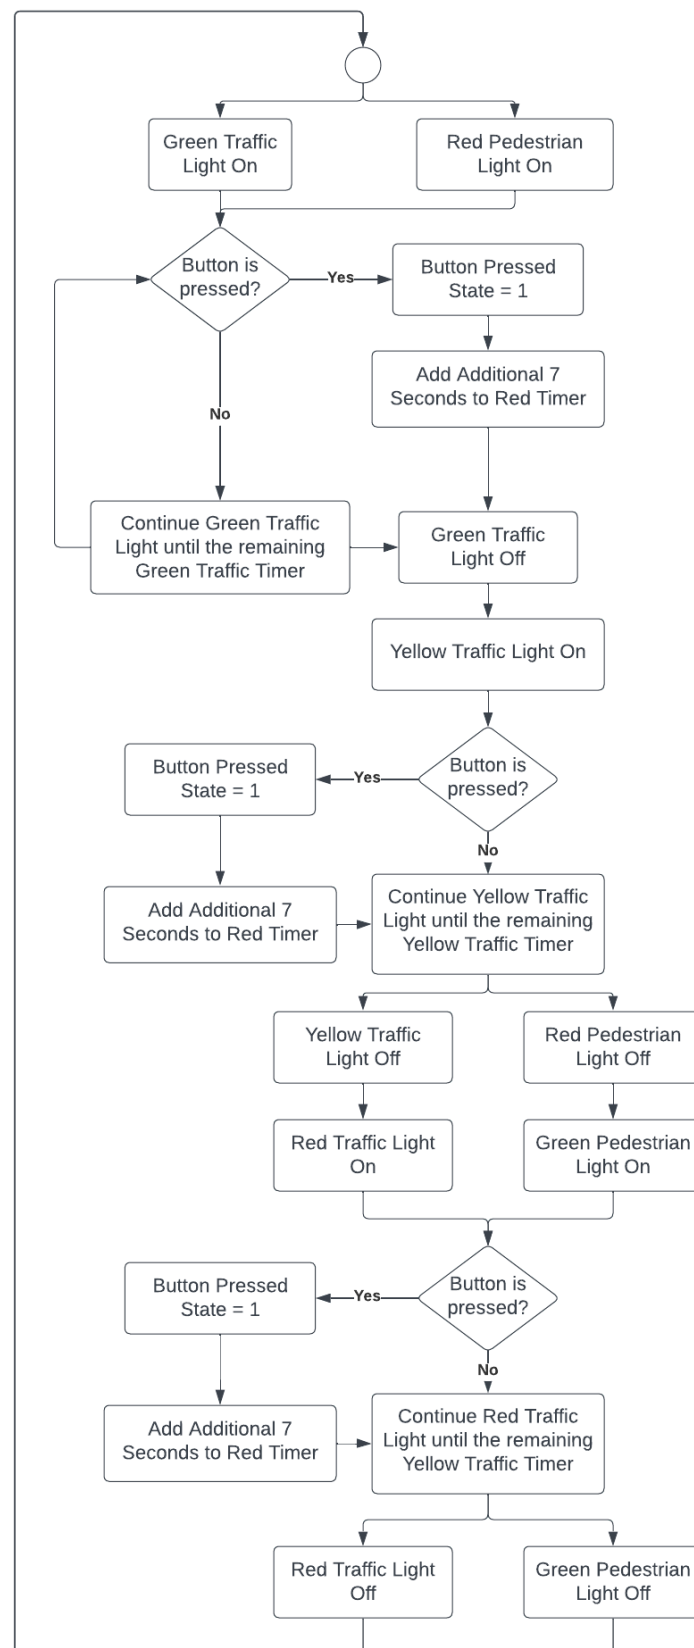 Green Traffic
Light On
Red Pedestrian
Light On
Button is
pressed?
Yes
Button Pressed
State = 1
Add Additional 7
Seconds to Red Timer
No
Continue Green Traffic
Light until the remaining
Green Traffic Timer
Green Traffic
Light Off
Yellow Traffic Light On
Button is
pressed?
Yes
Button Pressed
State = 1
No
Add Additional 7
Seconds to Red Timer
Continue Yellow Traffic
Light until the remaining
Yellow Traffic Timer
Yellow Traffic
Light Off
Red Pedestrian
Light Off
Red Traffic Light
On
Green Pedestrian
Light On
Button is
pressed?
Yes
Button Pressed
State = 1
No
Add Additional 7
Seconds to Red Timer
Continue Red Traffic
Light until the remaining
Yellow Traffic Timer
Red Traffic Light
Off
Green Pedestrian
Light Off